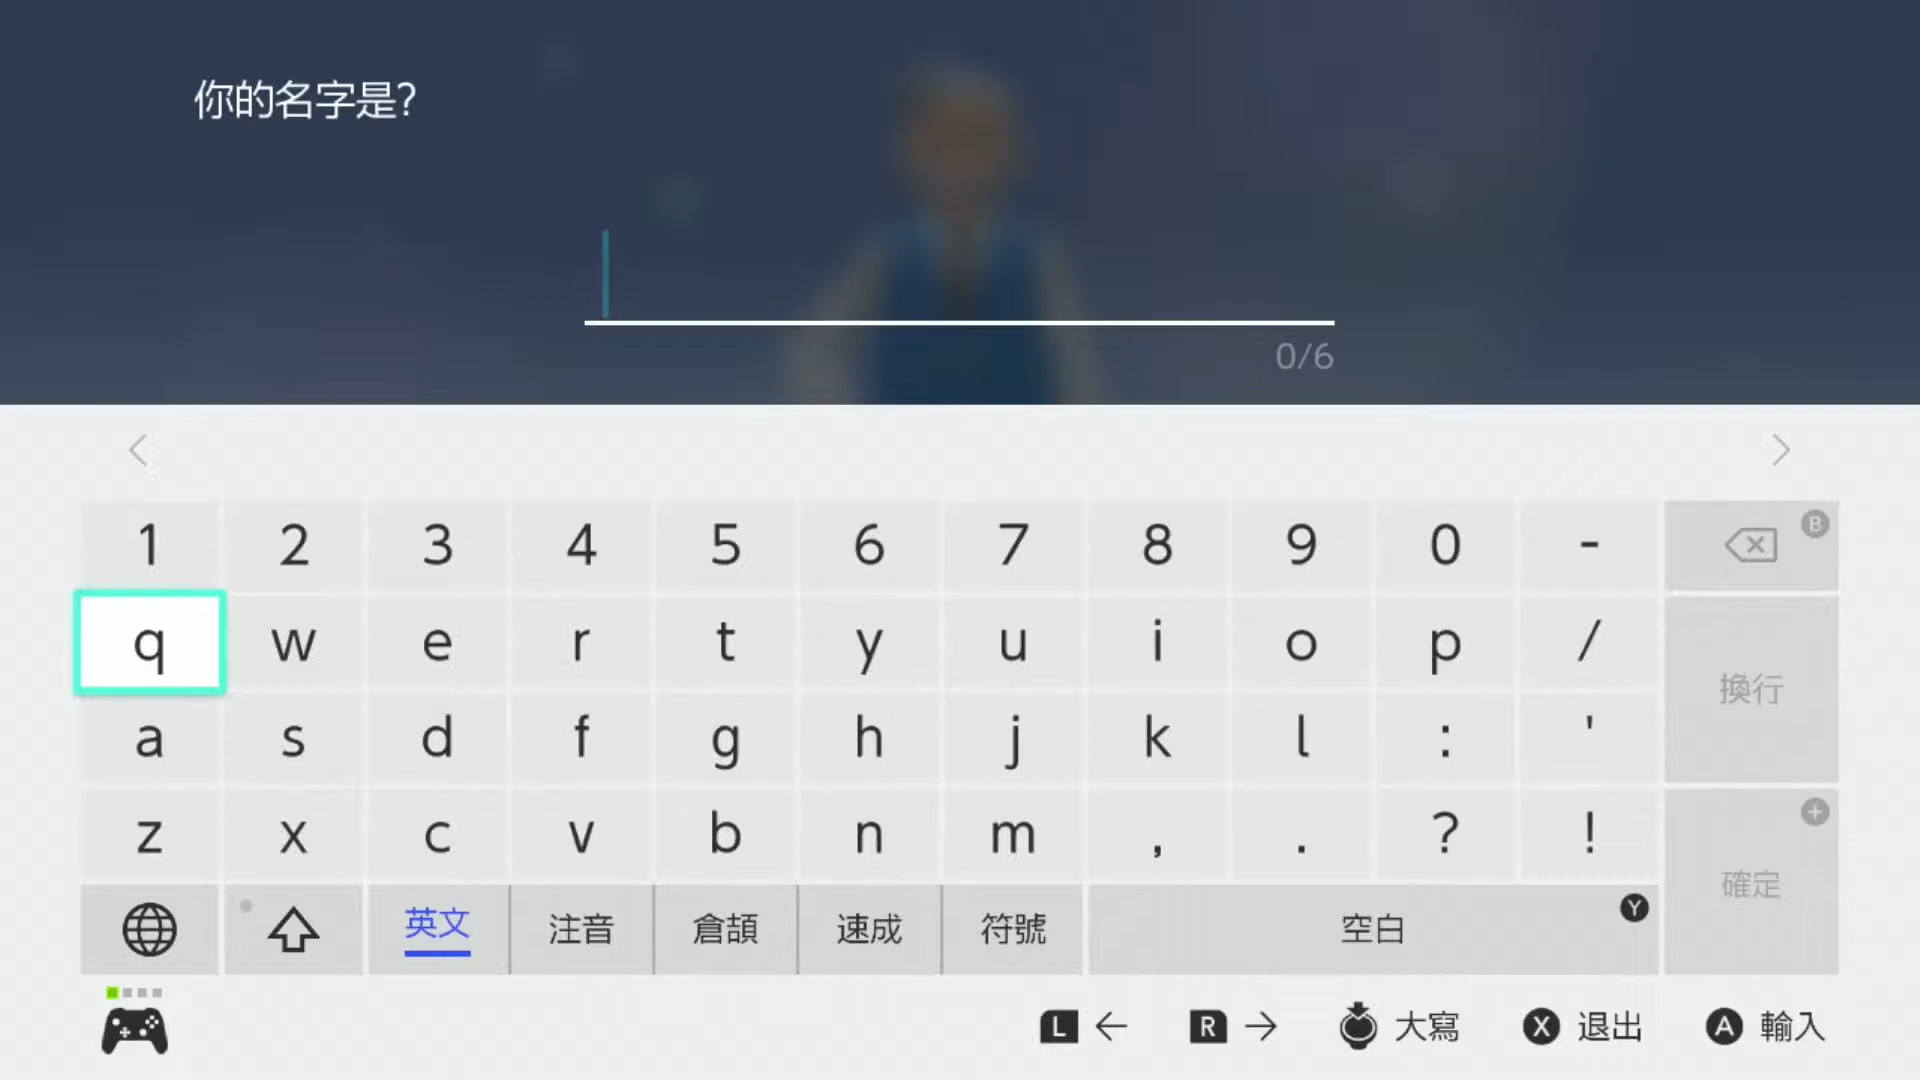 你的名字是?
0/6
1 2 3 4 5 6 7 8 9 0 - B
q w e r t y u i o p / 換行
a s d f g h j k l : '
z x c v b n m , . ? ! 確定
英文 注音 倉頡 速成 符號 空白 Y
L ← R → 大寫 X 退出 A 輸入